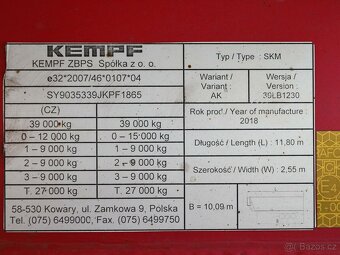 KEMPF
KEMPF ZBPS Spółka z o. o.
e32*2007/46*0107*04
SY9035339JKPF1865
(CZ)
39 000 kg 39 000 kg
0 - 12 000 kg 0 - 15 000 kg
1 - 9 000 kg 1 - 9 000 kg
2 - 9 000 kg 2 - 9 000 kg
3 - 9 000 kg 3 - 9 000 kg
T. 27 000 kg T. 27 000 kg
58-530 Kowary, ul. Zamkowa 9, Polska
Tel. (075) 6499000, Fax (075) 6499750
Typ / Type : SKM
Wariant / Variant : AK
Wersja / Version : 39LB1230
Rok prod / Year of manufacture : 2018
Długość / Length (L) : 11,80 m
Szerokość / Width (W) : 2,55 m
B = 10,09 m
Bazos.cz